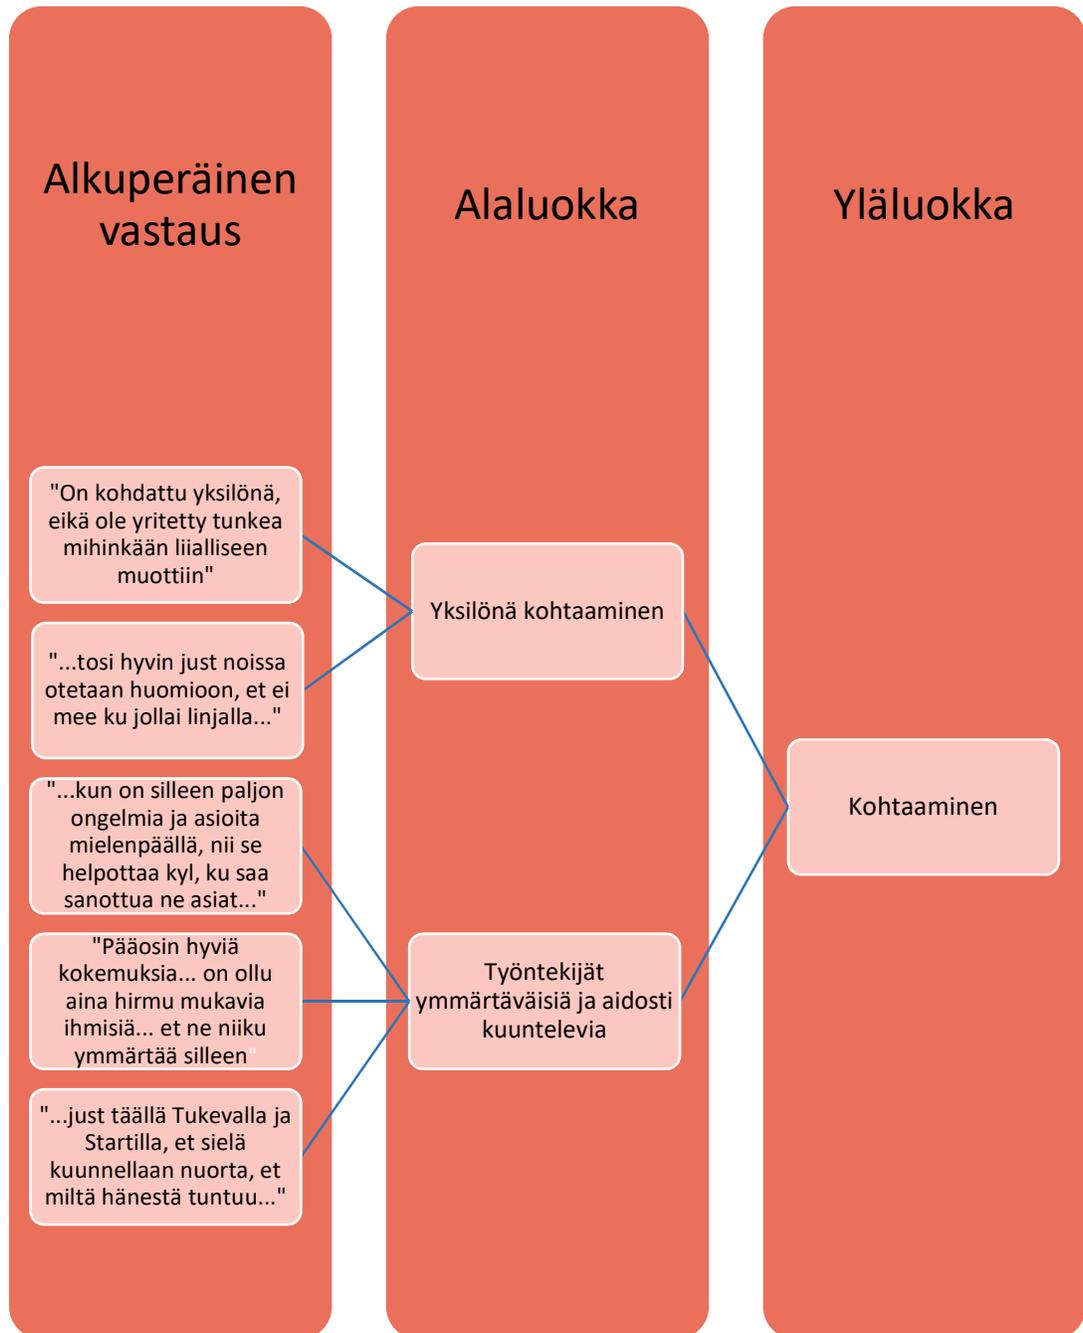 Alkuperäinen
vastaus
Alaluokka
Yläluokka
"On kohdattu yksilönä,
eikä ole yritetty tunkea
mihinkään liialliseen
muottiin"
"...tosi hyvin just noissa
otetaan huomioon, et ei
mee ku jollai linjalla..."
"...kun on silleen paljon
ongelmia ja asioita
mielenpäällä, nii se
helpottaa kyl, ku saa
sanottua ne asiat..."
"Pääosin hyviä
kokemuksia... on ollu
aina hirmu mukavia
ihmisiä... et ne niiku
ymmärtää silleen"
"...just täällä Tukevalla ja
Startilla, et sielä
kuunnellaan nuorta, et
miltä hänestä tuntuu..."
Yksilönä kohtaaminen
Työntekijät
ymmärtäväisiä ja aidosti
kuuntelevia
Kohtaaminen